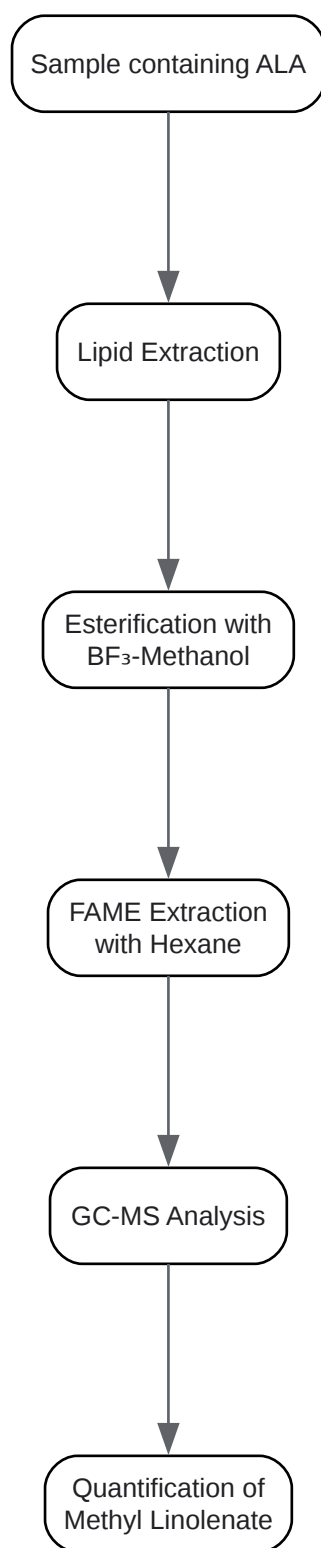 Sample containing ALA
Lipid Extraction
Esterification with
BF₃-Methanol
FAME Extraction
with Hexane
GC-MS Analysis
Quantification of
Methyl Linolenate